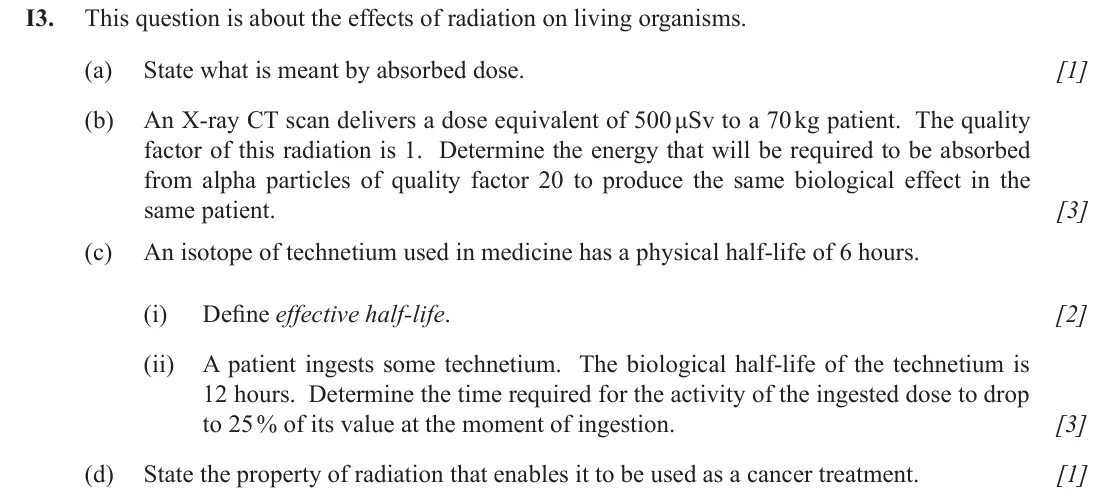 I3. This question is about the effects of radiation on living organisms.
(a) State what is meant by absorbed dose. [1]
(b) An X-ray CT scan delivers a dose equivalent of 500 μSv to a 70 kg patient. The quality
factor of this radiation is 1. Determine the energy that will be required to be absorbed
from alpha particles of quality factor 20 to produce the same biological effect in the
same patient. [3]
(c) An isotope of technetium used in medicine has a physical half-life of 6 hours.
(i) Define effective half-life. [2]
(ii) A patient ingests some technetium. The biological half-life of the technetium is
12 hours. Determine the time required for the activity of the ingested dose to drop
to 25 % of its value at the moment of ingestion. [3]
(d) State the property of radiation that enables it to be used as a cancer treatment. [1]